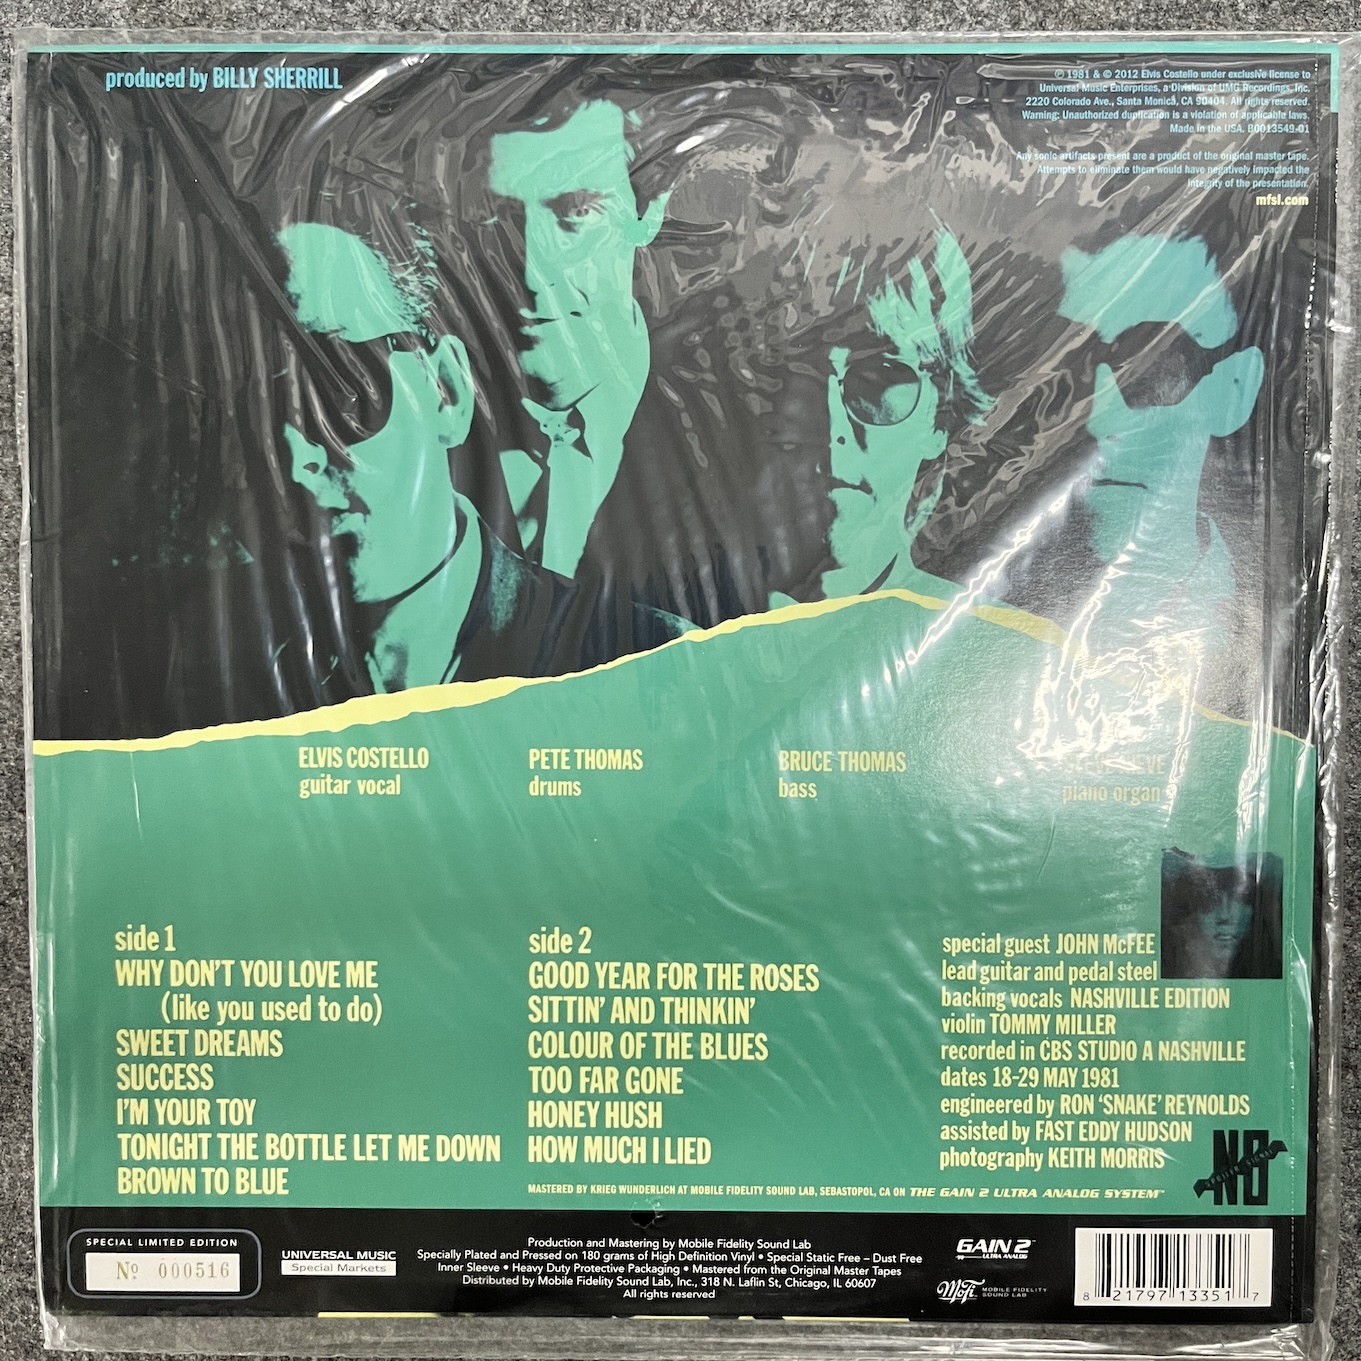 produced by BILLY SHERRILL
℗ 1981 & © 2012 Elvis Costello under exclusive license to
Universal Music Enterprises, a Division of UMG Recordings, Inc.
2220 Colorado Ave., Santa Monica, CA 90404. All rights reserved.
Warning: Unauthorized duplication is a violation of applicable laws.
Made in the USA. B0013549-01
Any sonic artifacts present are a product of the original master tape.
Attempts to eliminate them would have negatively impacted the
integrity of the presentation.
mfsl.com
ELVIS COSTELLO
guitar vocal
PETE THOMAS
drums
BRUCE THOMAS
bass
piano organ
side 1
WHY DON'T YOU LOVE ME
(like you used to do)
SWEET DREAMS
SUCCESS
I'M YOUR TOY
TONIGHT THE BOTTLE LET ME DOWN
BROWN TO BLUE
side 2
GOOD YEAR FOR THE ROSES
SITTIN' AND THINKIN'
COLOUR OF THE BLUES
TOO FAR GONE
HONEY HUSH
HOW MUCH I LIED
special guest JOHN McFEE
lead guitar and pedal steel
backing vocals NASHVILLE EDITION
violin TOMMY MILLER
recorded in CBS STUDIO A NASHVILLE
dates 18-29 MAY 1981
engineered by RON 'SNAKE' REYNOLDS
assisted by FAST EDDY HUDSON
photography KEITH MORRIS
NO
MASTERED BY KRIEG WUNDERLICH AT MOBILE FIDELITY SOUND LAB, SEBASTOPOL, CA ON THE GAIN 2 ULTRA ANALOG SYSTEM™
SPECIAL LIMITED EDITION
Nº 000516
UNIVERSAL MUSIC
Special Markets
Production and Mastering by Mobile Fidelity Sound Lab
Specially Plated and Pressed on 180 grams of High Definition Vinyl • Special Static Free – Dust Free
Inner Sleeve • Heavy Duty Protective Packaging • Mastered from the Original Master Tapes
Distributed by Mobile Fidelity Sound Lab, Inc., 318 N. Laflin St, Chicago, IL 60607
All rights reserved
GAIN 2™
ULTRA ANALOG
MoFi MOBILE FIDELITY
SOUND LAB
8 21797 13351 7